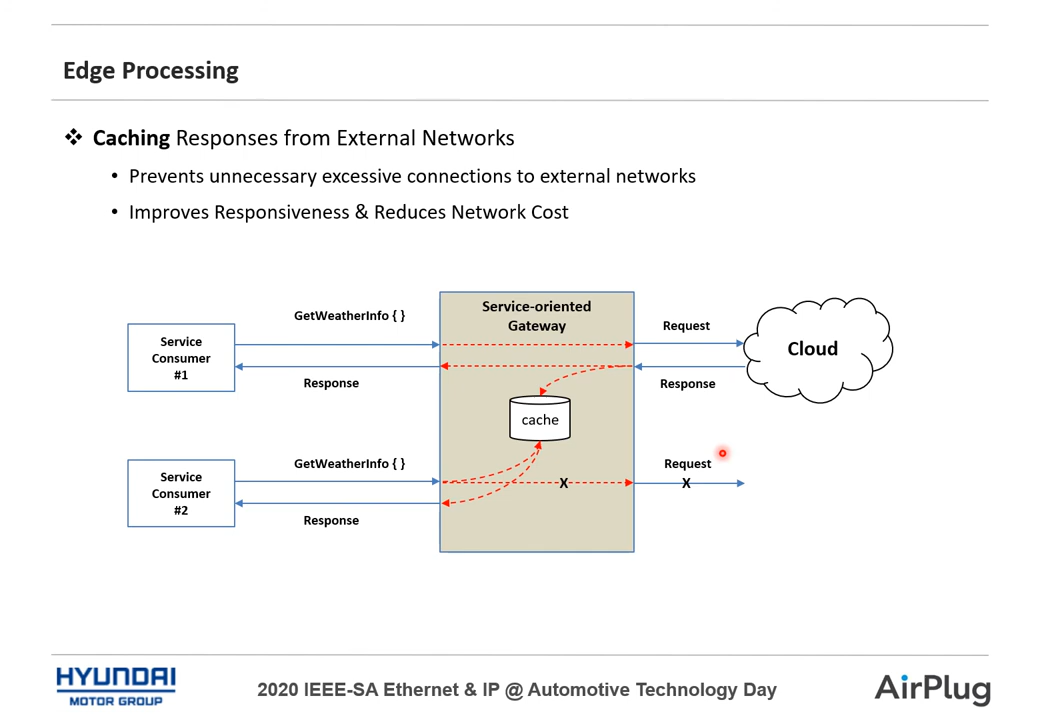 Edge Processing
❖ Caching Responses from External Networks
• Prevents unnecessary excessive connections to external networks
• Improves Responsiveness & Reduces Network Cost
Service-oriented
Gateway
GetWeatherInfo { }
Request
Service
Consumer
#1
Cloud
Response
Response
cache
GetWeatherInfo { }
Request
Service
Consumer
#2
X
X
Response
HYUNDAI
MOTOR GROUP
2020 IEEE-SA Ethernet & IP @ Automotive Technology Day
AirPlug